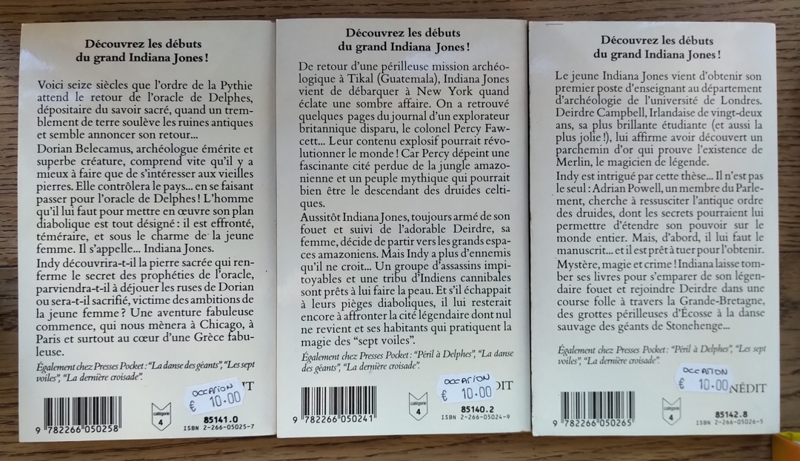 Découvrez les débuts
du grand Indiana Jones !
Voici seize siècles que l'ordre de la Pythie
attend le retour de l'oracle de Delphes,
dépositaire du savoir sacré, quand un trem-
blement de terre soulève les ruines antiques
et semble annoncer son retour...
Dorian Belecamus, archéologue émérite et
superbe créature, comprend vite qu'il y a
mieux à faire que de s'intéresser aux vieilles
pierres. Elle contrôlera le pays... en se faisant
passer pour l'oracle de Delphes ! L'homme
qu'il lui faut pour mettre en œuvre son plan
diabolique est tout désigné : il est effronté,
téméraire, et sous le charme de la jeune
femme. Il s'appelle... Indiana Jones.
Indy découvrira-t-il la pierre sacrée qui ren-
ferme le secret des prophéties de l'oracle,
parviendra-t-il à déjouer les ruses de Dorian
ou sera-t-il sacrifié, victime des ambitions de
la jeune femme ? Une aventure fabuleuse
commence, qui nous mènera à Chicago, à
Paris et surtout au cœur d'une Grèce fabu-
leuse.
Également chez Presses Pocket : "La danse des géants", "Les sept
voiles", "La dernière croisade".
OCCASION
€ 10.00
DIT
9 782266 050258
catégorie
4
85141.0
ISBN 2-266-05025-7
Découvrez les débuts
du grand Indiana Jones !
De retour d'une périlleuse mission archéo-
logique à Tikal (Guatemala), Indiana Jones
vient de débarquer à New York quand
éclate une sombre affaire. On a retrouvé
quelques pages du journal d'un explorateur
britannique disparu, le colonel Percy Faw-
cett... Leur contenu explosif pourrait révo-
lutionner le monde ! Car Percy dépeint une
fascinante cité perdue de la jungle amazo-
nienne et un peuple mythique qui pourrait
bien être le descendant des druides celti-
ques.
Aussitôt Indiana Jones, toujours armé de son
fouet et suivi de l'adorable Deirdre, sa
femme, décide de partir vers les grands espa-
ces amazoniens. Mais Indy a plus d'ennemis
qu'il ne croit... Un groupe d'assassins impi-
toyables et une tribu d'Indiens cannibales
sont prêts à lui faire la peau. Et s'il échappait
à leurs pièges diaboliques, il lui resterait
encore à affronter la cité légendaire dont nul
ne revient et ses habitants qui pratiquent la
magie des "sept voiles".
Également chez Presses Pocket : "Péril à Delphes", "La danse
des géants", "La dernière croisade".
OCCASION
€ 10.00
INÉDIT
9 782266 050241
catégorie
4
85140.2
ISBN 2-266-05024-9
Découvrez les débuts
du grand Indiana Jones !
Le jeune Indiana Jones vient d'obtenir son
premier poste d'enseignant au département
d'archéologie de l'université de Londres.
Deirdre Campbell, Irlandaise de vingt-deux
ans, sa plus brillante étudiante (et aussi la
plus jolie !), lui affirme avoir découvert un
parchemin d'or qui prouve l'existence de
Merlin, le magicien de légende.
Indy est intrigué par cette thèse... Il n'est pas
le seul : Adrian Powell, un membre du Parle-
ment, cherche à ressusciter l'antique ordre
des druides, dont les secrets pourraient lui
permettre d'étendre son pouvoir sur le
monde entier. Mais, d'abord, il lui faut le
manuscrit... et il est prêt à tuer pour l'obtenir.
Mystère, magie et crime ! Indiana laisse tom-
ber ses livres pour s'emparer de son légen-
daire fouet et rejoindre Deirdre dans une
course folle à travers la Grande-Bretagne,
des grottes périlleuses d'Écosse à la danse
sauvage des géants de Stonehenge...
Également chez Presses Pocket : "Péril à Delphes", "Les sept
voiles", "La dernière croisade".
OCCASION
€ 10.00
NÉDIT
9 782266 050265
catégorie
4
85142.8
ISBN 2-266-05026-5